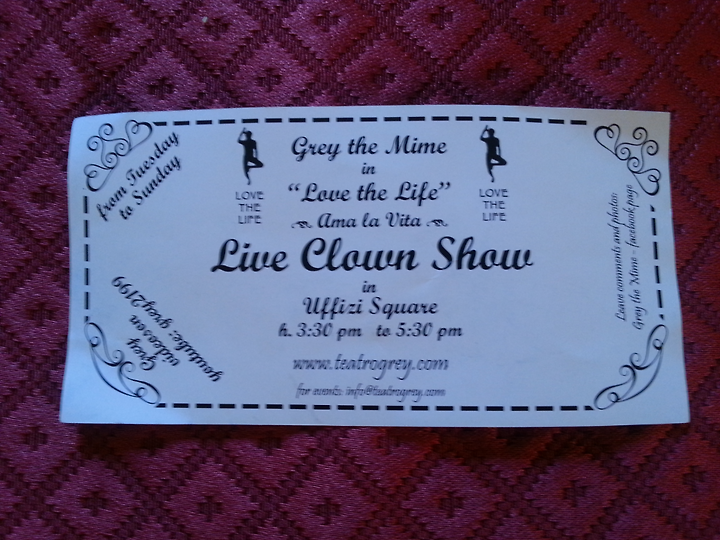 from Tuesday
to Sunday
LOVE
THE
LIFE
Grey the Mime
in
"Love the Life"
Ama la Vita
Live Clown Show
in
Uffizi Square
h. 3:30 pm to 5:30 pm
www.teatrogrey.com
for events: info@teatrogrey.com
LOVE
THE
LIFE
Leave comments and photos:
Grey the Mime - facebook page
Grey
videos on
youtube: grey2199